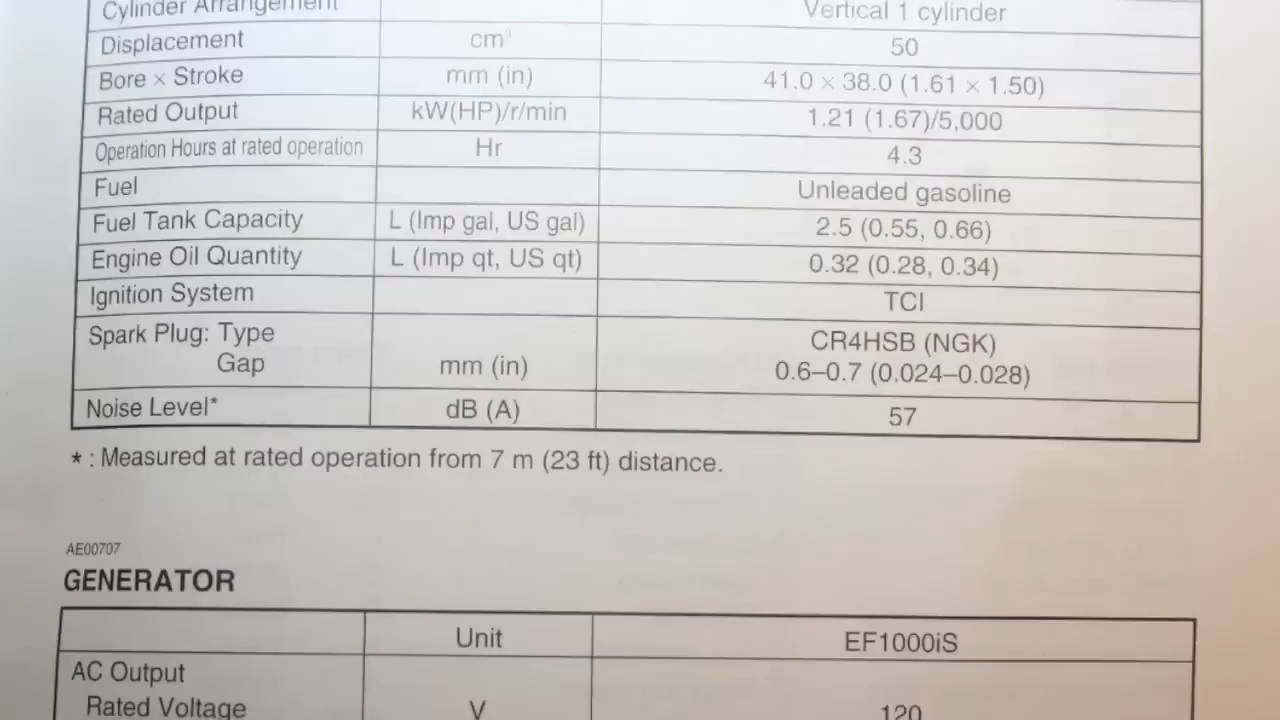 Cylinder Arrangement Vertical 1 cylinder
Displacement cm³ 50
Bore × Stroke mm (in) 41.0 × 38.0 (1.61 × 1.50)
Rated Output kW(HP)/r/min 1.21 (1.67)/5,000
Operation Hours at rated operation Hr 4.3
Fuel Unleaded gasoline
Fuel Tank Capacity L (Imp gal, US gal) 2.5 (0.55, 0.66)
Engine Oil Quantity L (Imp qt, US qt) 0.32 (0.28, 0.34)
Ignition System TCI
Spark Plug: Type CR4HSB (NGK)
Gap mm (in) 0.6–0.7 (0.024–0.028)
Noise Level* dB (A) 57
* : Measured at rated operation from 7 m (23 ft) distance.
AE00707
GENERATOR
Unit EF1000iS
AC Output
Rated Voltage V 120